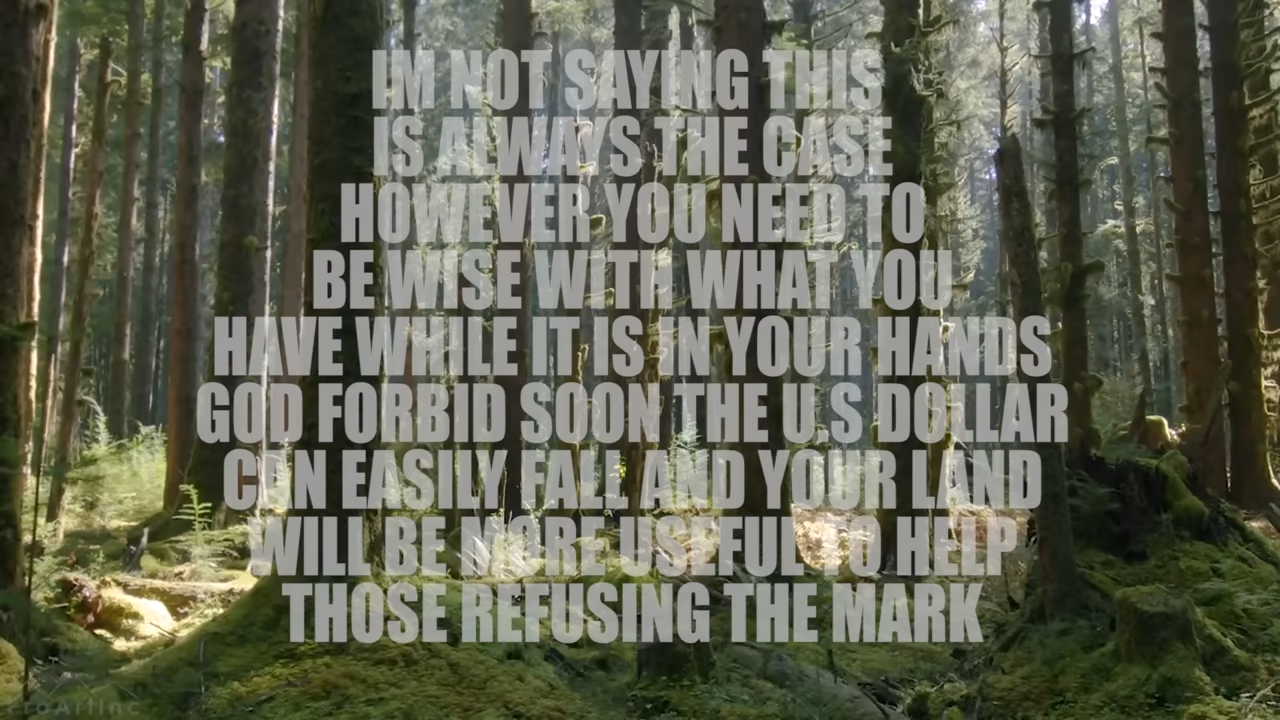 IM NOT SAYING THIS
IS ALWAYS THE CASE
HOWEVER YOU NEED TO
BE WISE WITH WHAT YOU
HAVE WHILE IT IS IN YOUR HANDS
GOD FORBID SOON THE U.S DOLLAR
CAN EASILY FALL AND YOUR LAND
WILL BE MORE USEFUL TO HELP
THOSE REFUSING THE MARK
ProArtInc